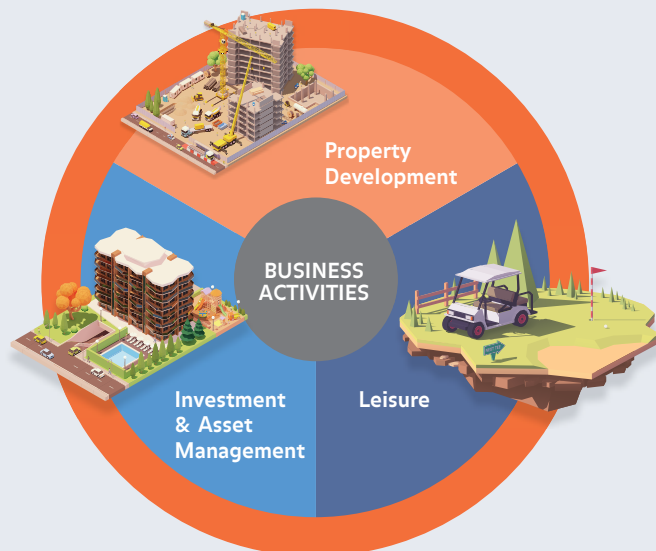 Property
Development
BUSINESS
ACTIVITIES
Investment
& Asset
Management
Leisure